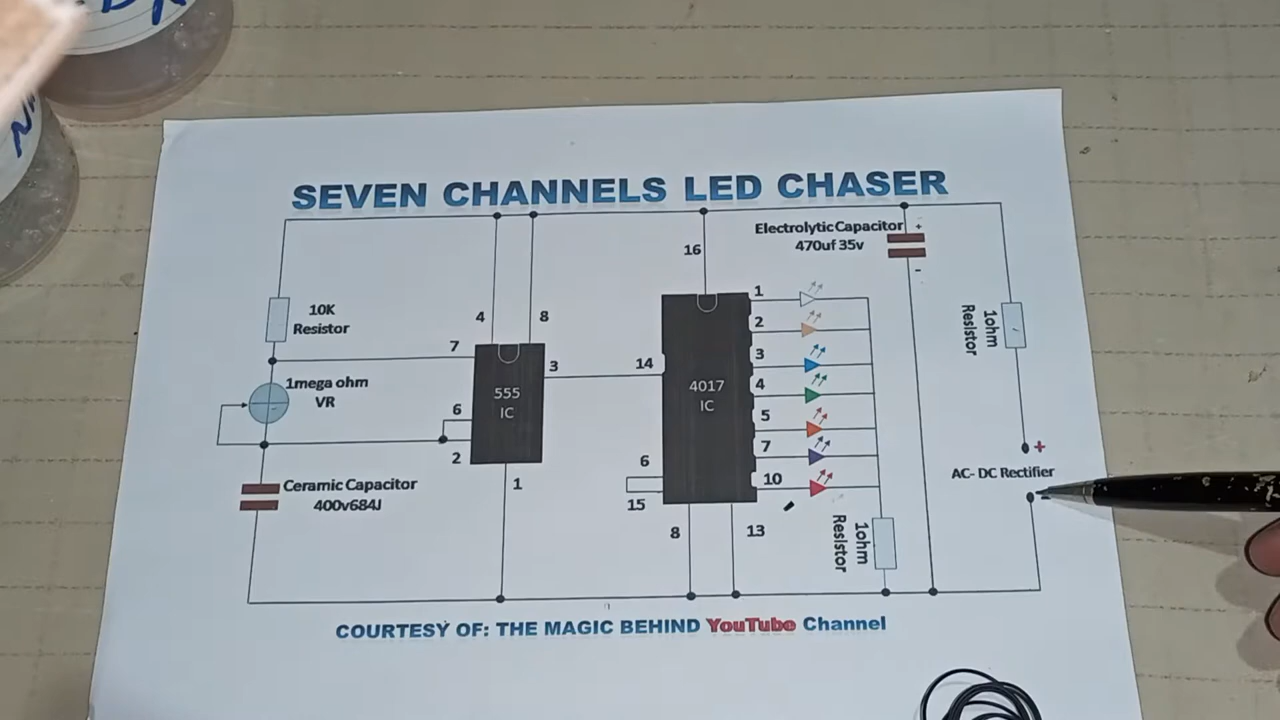 SEVEN CHANNELS LED CHASER
Electrolytic Capacitor
470uf 35v
+
-
16
10K
Resistor
4
8
7
3
14
1mega ohm
VR
555
IC
6
2
4017
IC
1
2
3
4
5
7
10
1ohm
Resistor
+
AC- DC Rectifier
-
Ceramic Capacitor
400v684J
1
6
15
8
13
1ohm
Resistor
COURTESY OF: THE MAGIC BEHIND YouTube Channel